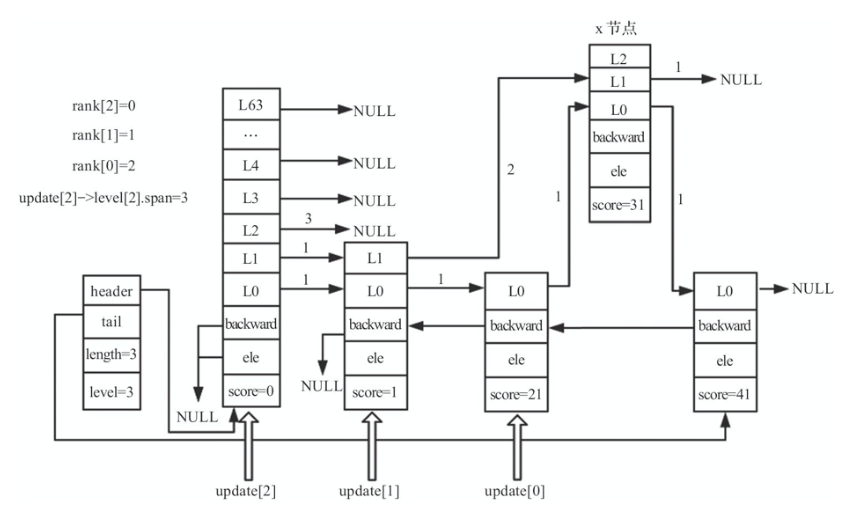 x 节点
L2
L1
1
NULL
L0
backward
ele
score=31
2
1
1
rank[2]=0
rank[1]=1
rank[0]=2
update[2]->level[2].span=3
L63
NULL
...
L4
NULL
L3
NULL
L2
3
NULL
L1
1
L0
1
backward
ele
score=0
NULL
header
tail
length=3
level=3
L1
L0
1
backward
ele
score=1
NULL
L0
backward
ele
score=21
L0
NULL
backward
ele
score=41
update[2]
update[1]
update[0]